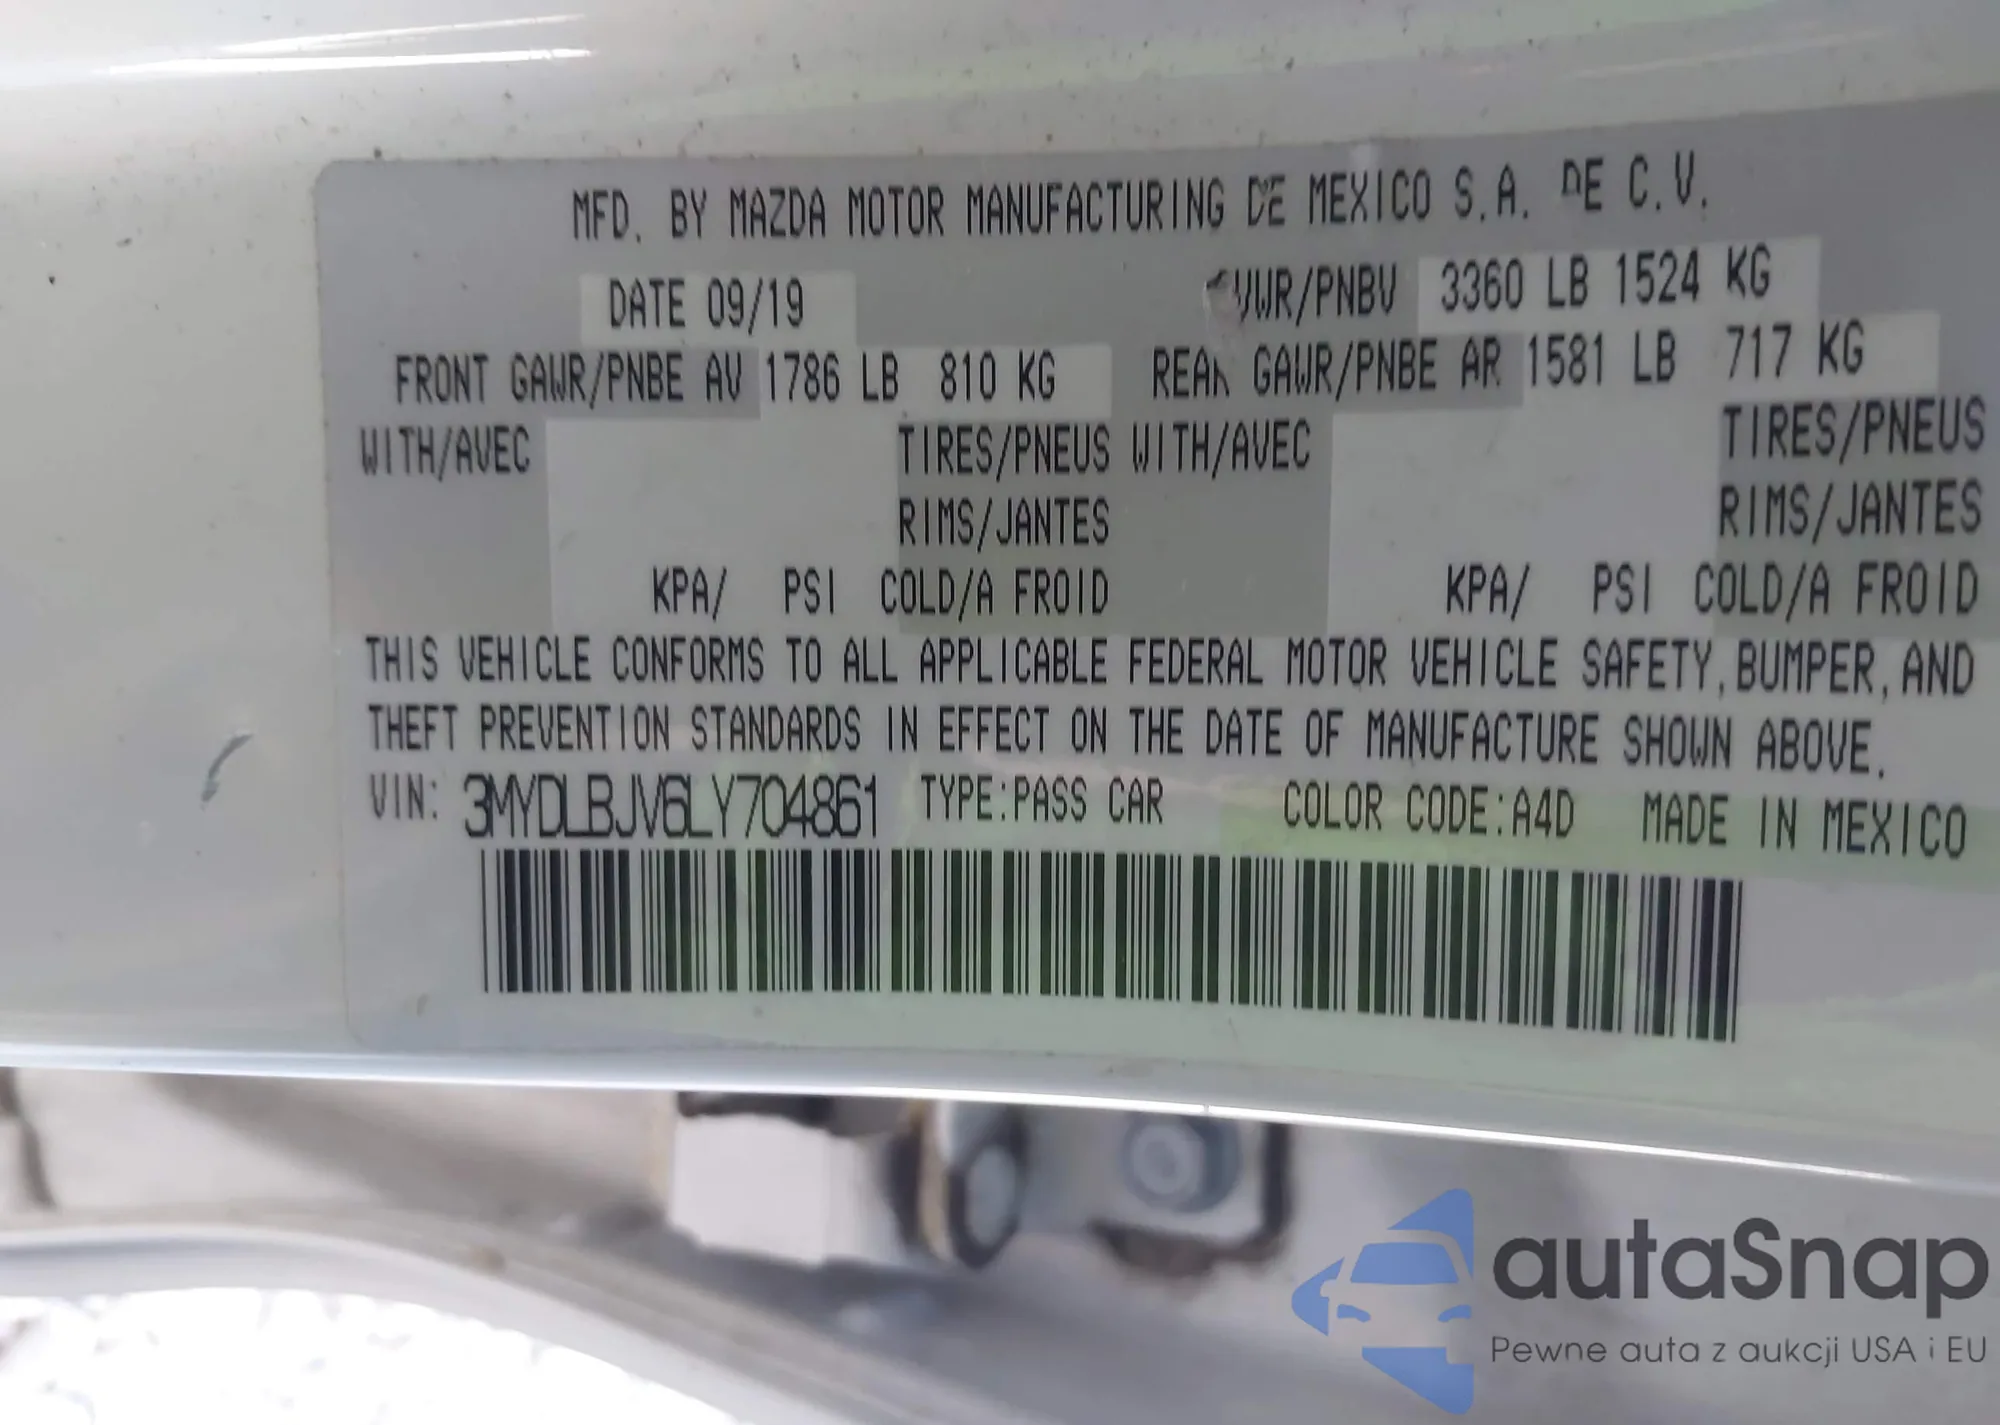 MFD. BY MAZDA MOTOR MANUFACTURING DE MEXICO S.A. DE C.V.
DATE 09/19 GVWR/PNBV 3360 LB 1524 KG
FRONT GAWR/PNBE AV 1786 LB 810 KG REAR GAWR/PNBE AR 1581 LB 717 KG
WITH/AVEC TIRES/PNEUS WITH/AVEC TIRES/PNEUS
RIMS/JANTES RIMS/JANTES
KPA/ PSI COLD/A FROID KPA/ PSI COLD/A FROID
THIS VEHICLE CONFORMS TO ALL APPLICABLE FEDERAL MOTOR VEHICLE SAFETY, BUMPER, AND
THEFT PREVENTION STANDARDS IN EFFECT ON THE DATE OF MANUFACTURE SHOWN ABOVE.
VIN: 3MYDLBJV6LY704861 TYPE:PASS CAR COLOR CODE:A4D MADE IN MEXICO
autaSnap
Pewne auta z aukcji USA i EU